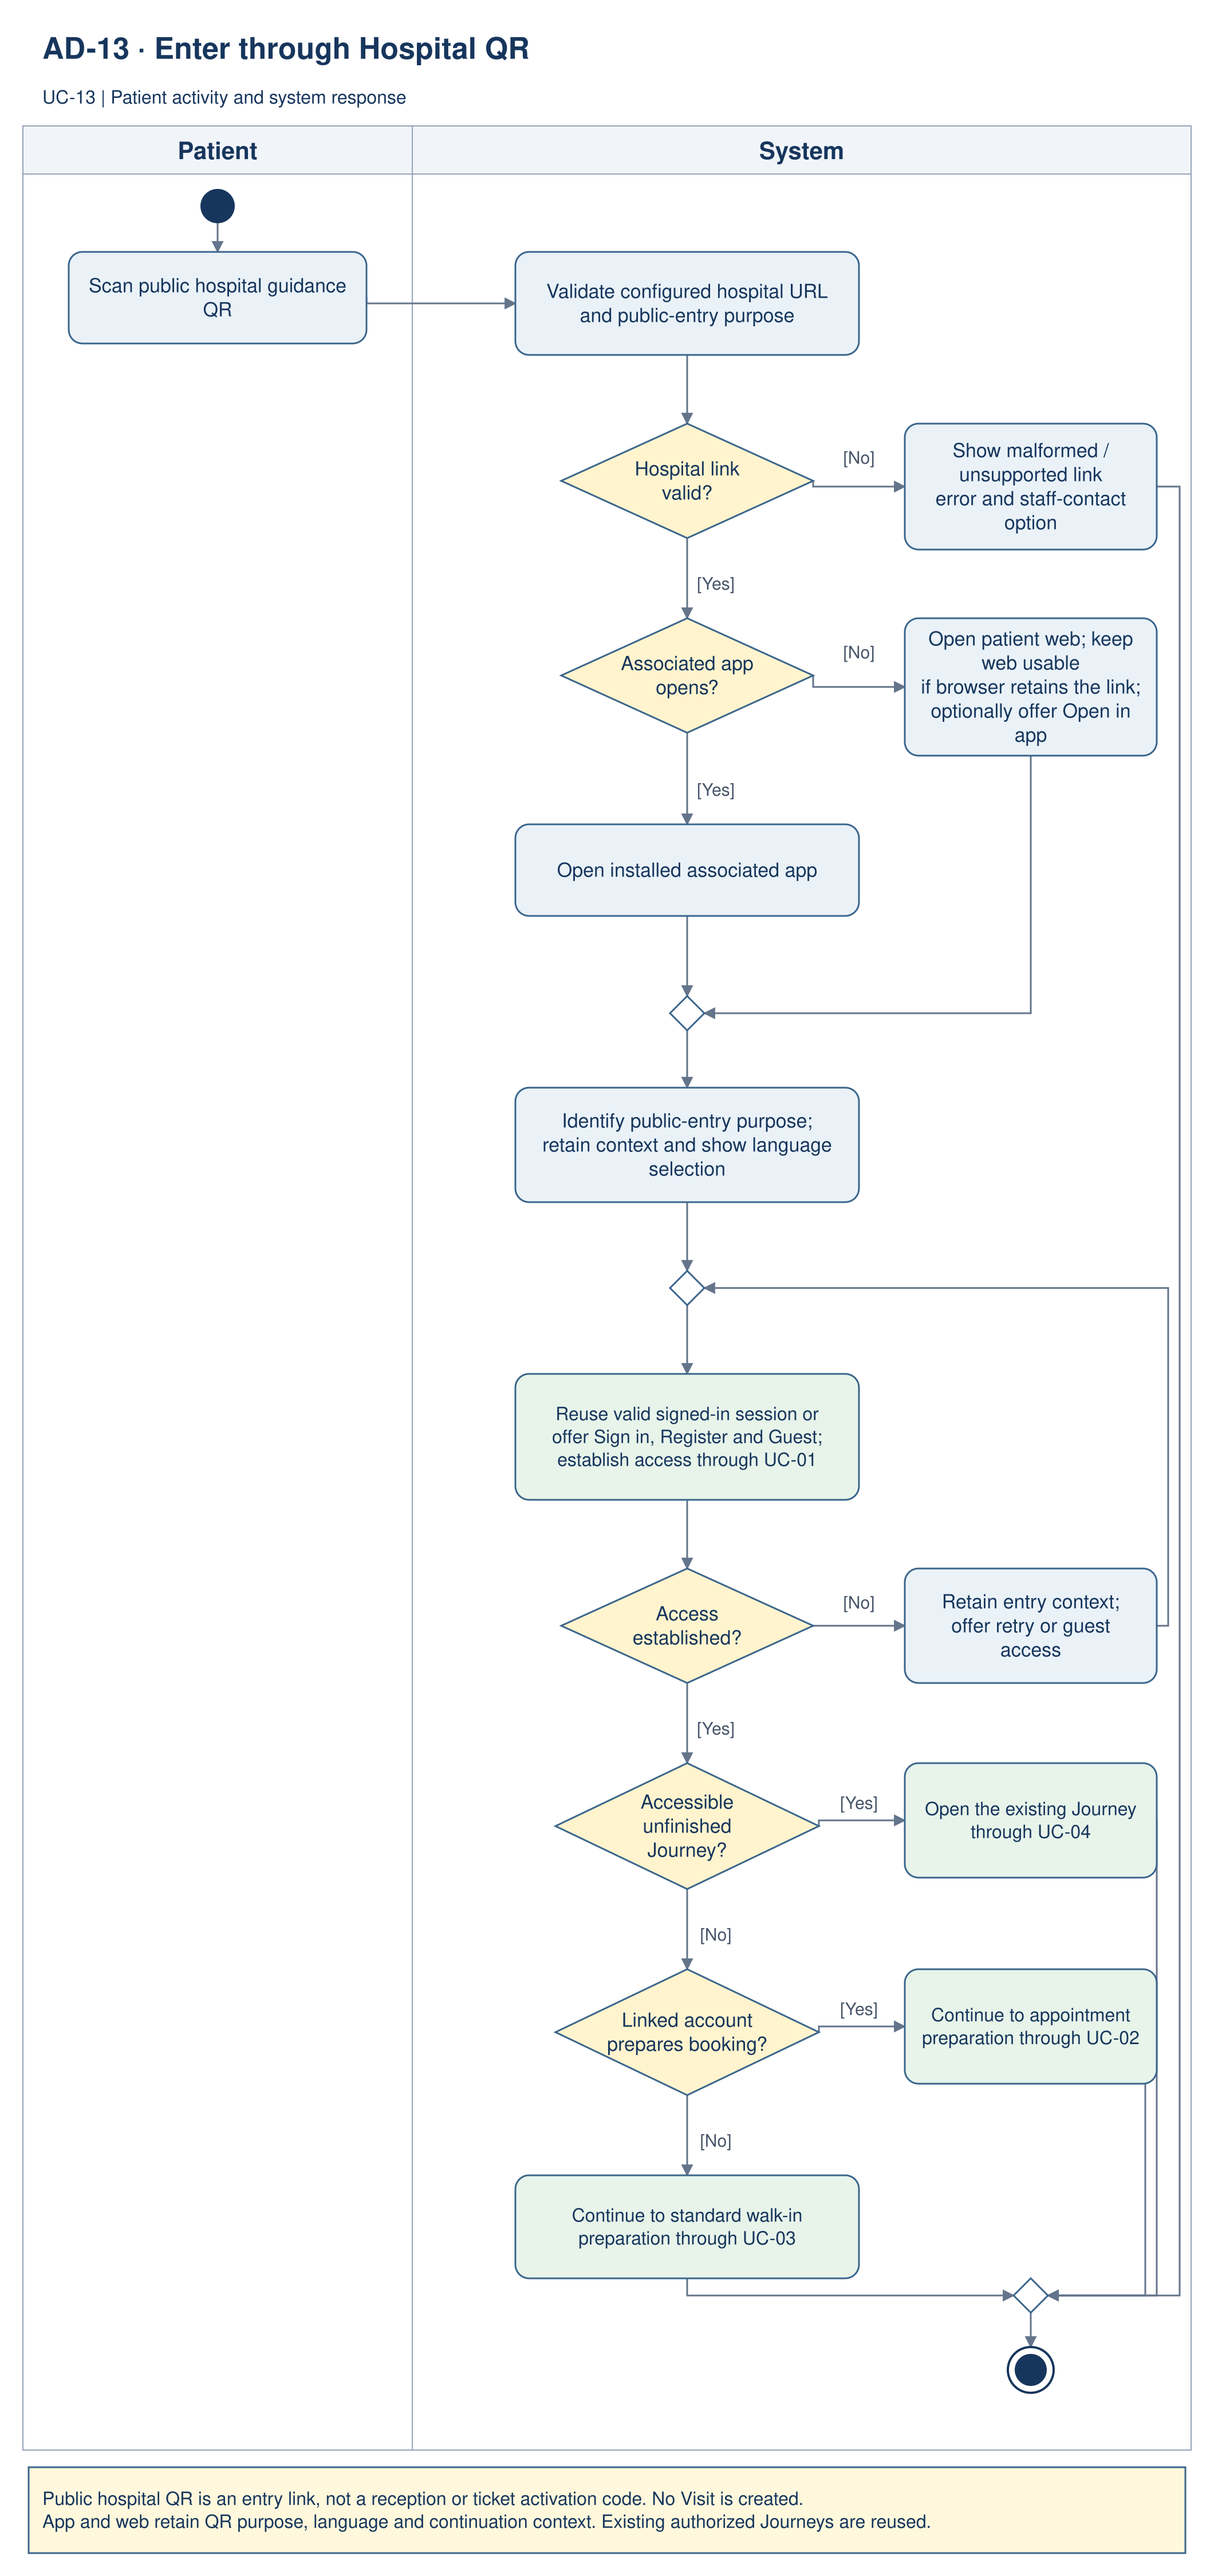 AD-13 · Enter through Hospital QR
UC-13 | Patient activity and system response
Patient
System
Scan public hospital guidance
QR
Validate configured hospital URL
and public-entry purpose
Hospital link
valid?
[No]
Show malformed /
unsupported link
error and staff-contact
option
[Yes]
Associated app
opens?
[No]
Open patient web; keep
web usable
if browser retains the link;
optionally offer Open in
app
[Yes]
Open installed associated app
Identify public-entry purpose;
retain context and show language
selection
Reuse valid signed-in session or
offer Sign in, Register and Guest;
establish access through UC-01
Access
established?
[No]
Retain entry context;
offer retry or guest
access
[Yes]
Accessible
unfinished
Journey?
[Yes]
Open the existing Journey
through UC-04
[No]
Linked account
prepares booking?
[Yes]
Continue to appointment
preparation through UC-02
[No]
Continue to standard walk-in
preparation through UC-03
Public hospital QR is an entry link, not a reception or ticket activation code. No Visit is created.
App and web retain QR purpose, language and continuation context. Existing authorized Journeys are reused.